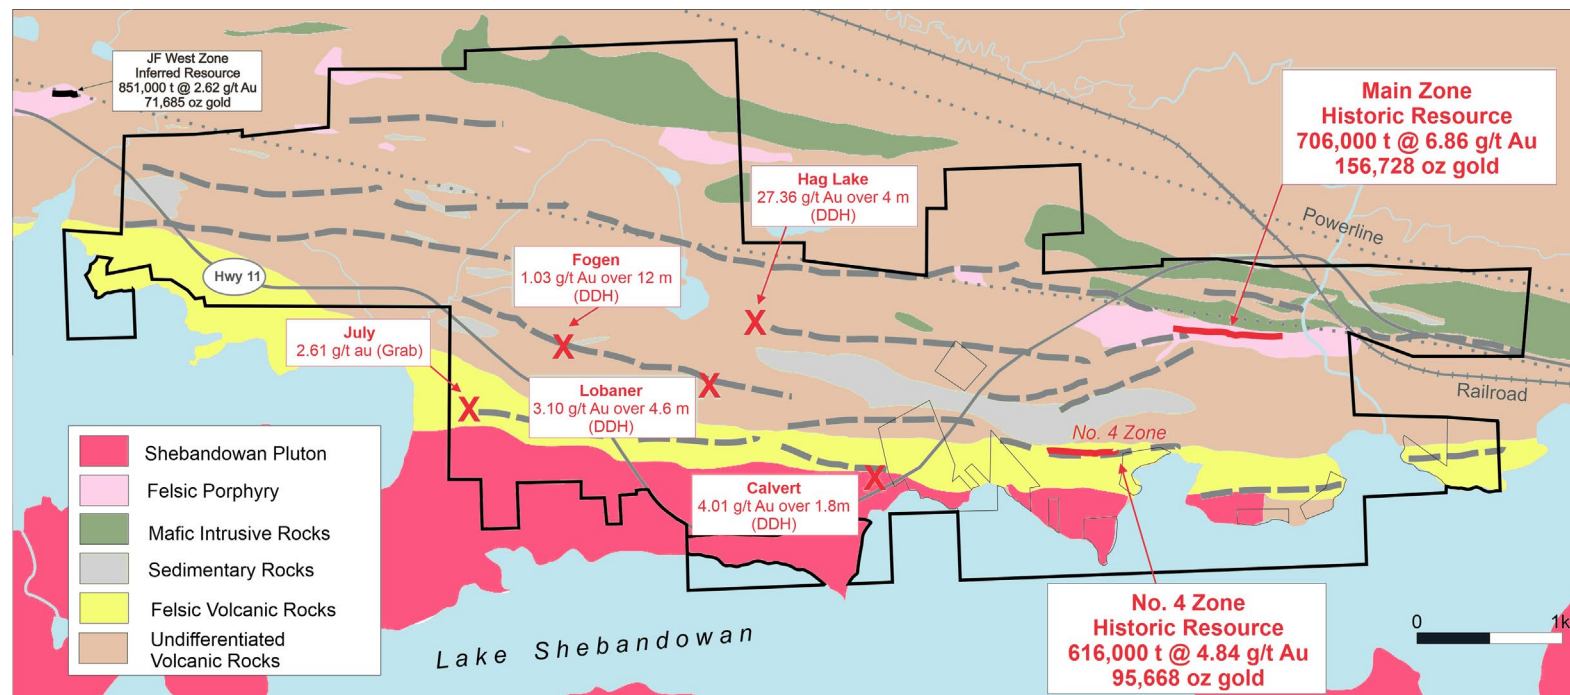 JF West Zone
Inferred Resource
851,000 t @ 2.62 g/t Au
71,685 oz gold
Main Zone
Historic Resource
706,000 t @ 6.86 g/t Au
156,728 oz gold
Hag Lake
27.36 g/t Au over 4 m
(DDH)
Powerline
Fogen
1.03 g/t Au over 12 m
(DDH)
Hwy 11
July
2.61 g/t au (Grab)
X
X
X
X
X
Lobaner
3.10 g/t Au over 4.6 m
(DDH)
Railroad
No. 4 Zone
Calvert
4.01 g/t Au over 1.8m
(DDH)
Shebandowan Pluton
Felsic Porphyry
Mafic Intrusive Rocks
Sedimentary Rocks
Felsic Volcanic Rocks
Undifferentiated
Volcanic Rocks
Lake Shebandowan
No. 4 Zone
Historic Resource
616,000 t @ 4.84 g/t Au
95,668 oz gold
0 1k